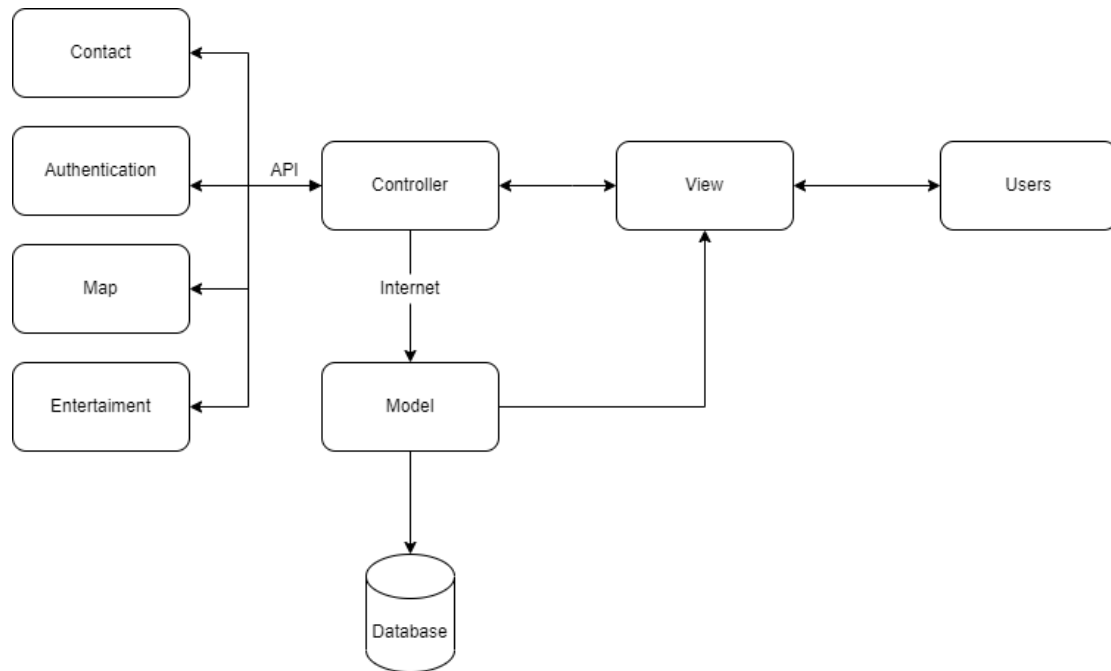 Contact
Authentication
API
Controller
View
Users
Map
Internet
Entertaiment
Model
Database